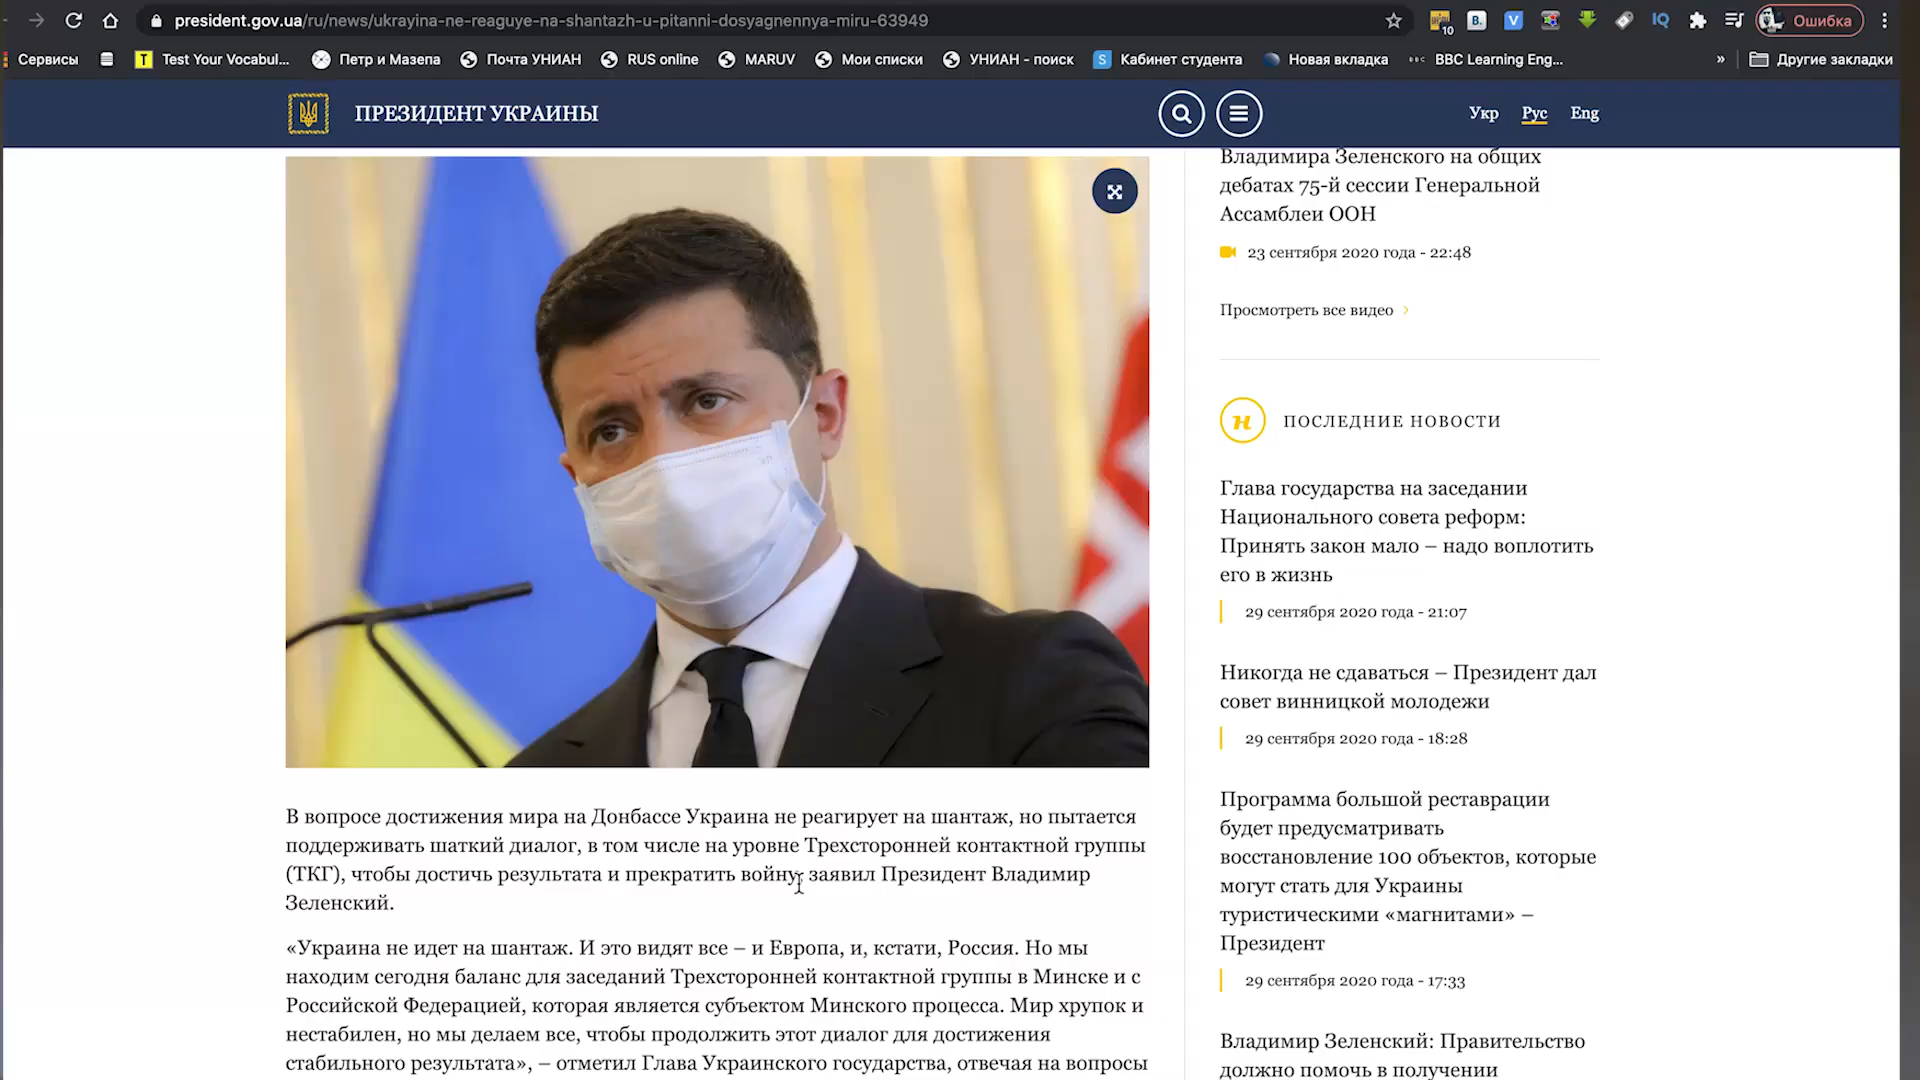 president.gov.ua/ru/news/ukrayina-ne-reaguye-na-shantazh-u-pitanni-dosyagnennya-miru-63949
10
B.
V
IQ
Ошибка
Сервисы
T Test Your Vocabul...
Петр и Мазепа
Почта УНИАН
RUS online
MARUV
Мои списки
УНИАН - поиск
S Кабинет студента
Новая вкладка
BBC BBC Learning Eng...
»
Другие закладки
ПРЕЗИДЕНТ УКРАИНЫ
Укр Рус Eng
В вопросе достижения мира на Донбассе Украина не реагирует на шантаж, но пытается
поддерживать шаткий диалог, в том числе на уровне Трехсторонней контактной группы
(ТКГ), чтобы достичь результата и прекратить войну, заявил Президент Владимир
Зеленский.
«Украина не идет на шантаж. И это видят все – и Европа, и, кстати, Россия. Но мы
находим сегодня баланс для заседаний Трехсторонней контактной группы в Минске и с
Российской Федерацией, которая является субъектом Минского процесса. Мир хрупок и
нестабилен, но мы делаем все, чтобы продолжить этот диалог для достижения
стабильного результата», – отметил Глава Украинского государства, отвечая на вопросы
Владимира Зеленского на общих
дебатах 75-й сессии Генеральной
Ассамблеи ООН
23 сентября 2020 года - 22:48
Просмотреть все видео
н ПОСЛЕДНИЕ НОВОСТИ
Глава государства на заседании
Национального совета реформ:
Принять закон мало – надо воплотить
его в жизнь
29 сентября 2020 года - 21:07
Никогда не сдаваться – Президент дал
совет винницкой молодежи
29 сентября 2020 года - 18:28
Программа большой реставрации
будет предусматривать
восстановление 100 объектов, которые
могут стать для Украины
туристическими «магнитами» –
Президент
29 сентября 2020 года - 17:33
Владимир Зеленский: Правительство
должно помочь в получении